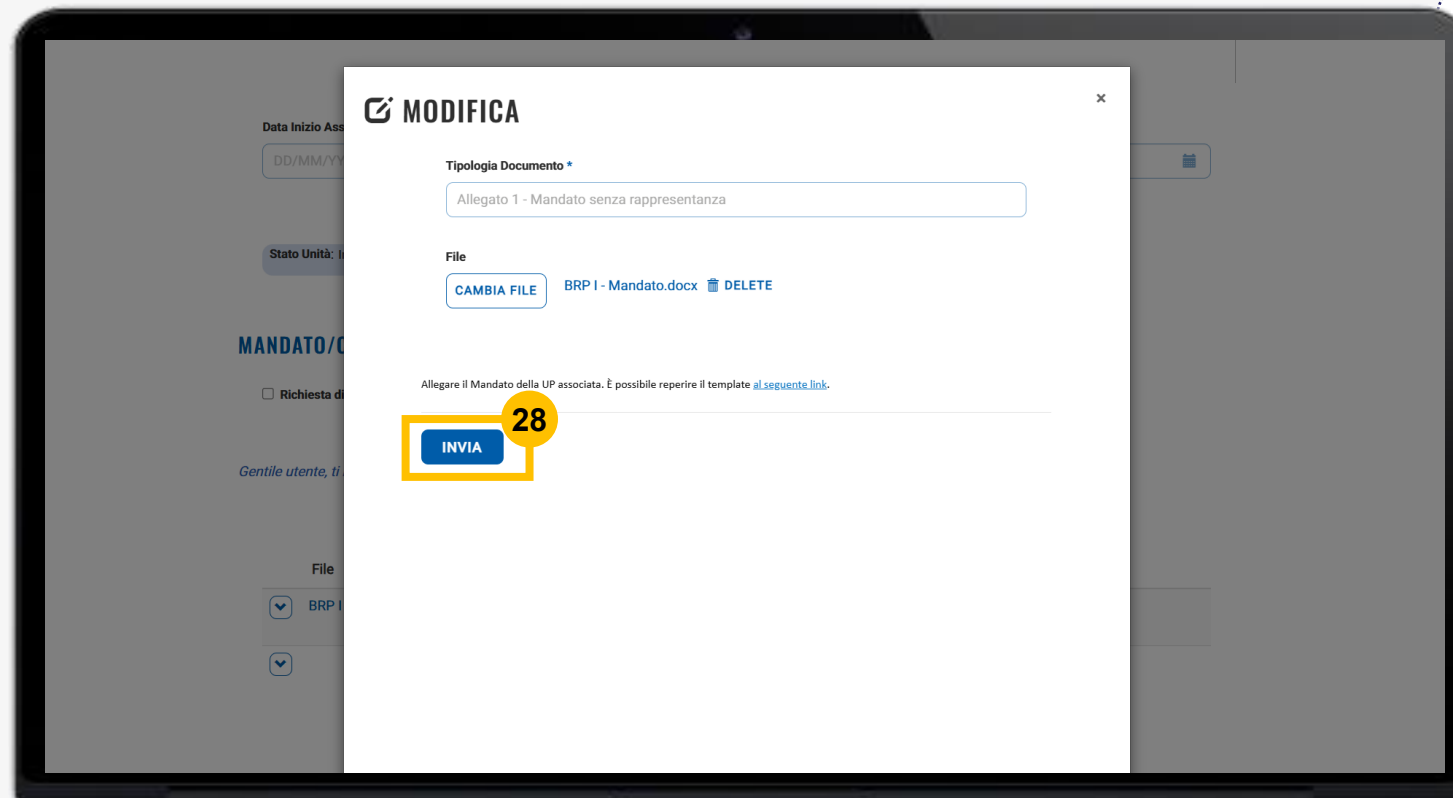 MODIFICA
×
Data Inizio Ass
DD/MM/YY
Tipologia Documento *
Allegato 1 - Mandato senza rappresentanza
Stato Unità:
File
CAMBIA FILE BRP I - Mandato.docx DELETE
MANDATO/
Richiesta di
Allegare il Mandato della UP associata. È possibile reperire il template al seguente link.
28
INVIA
Gentile utente, ti
File
BRP I